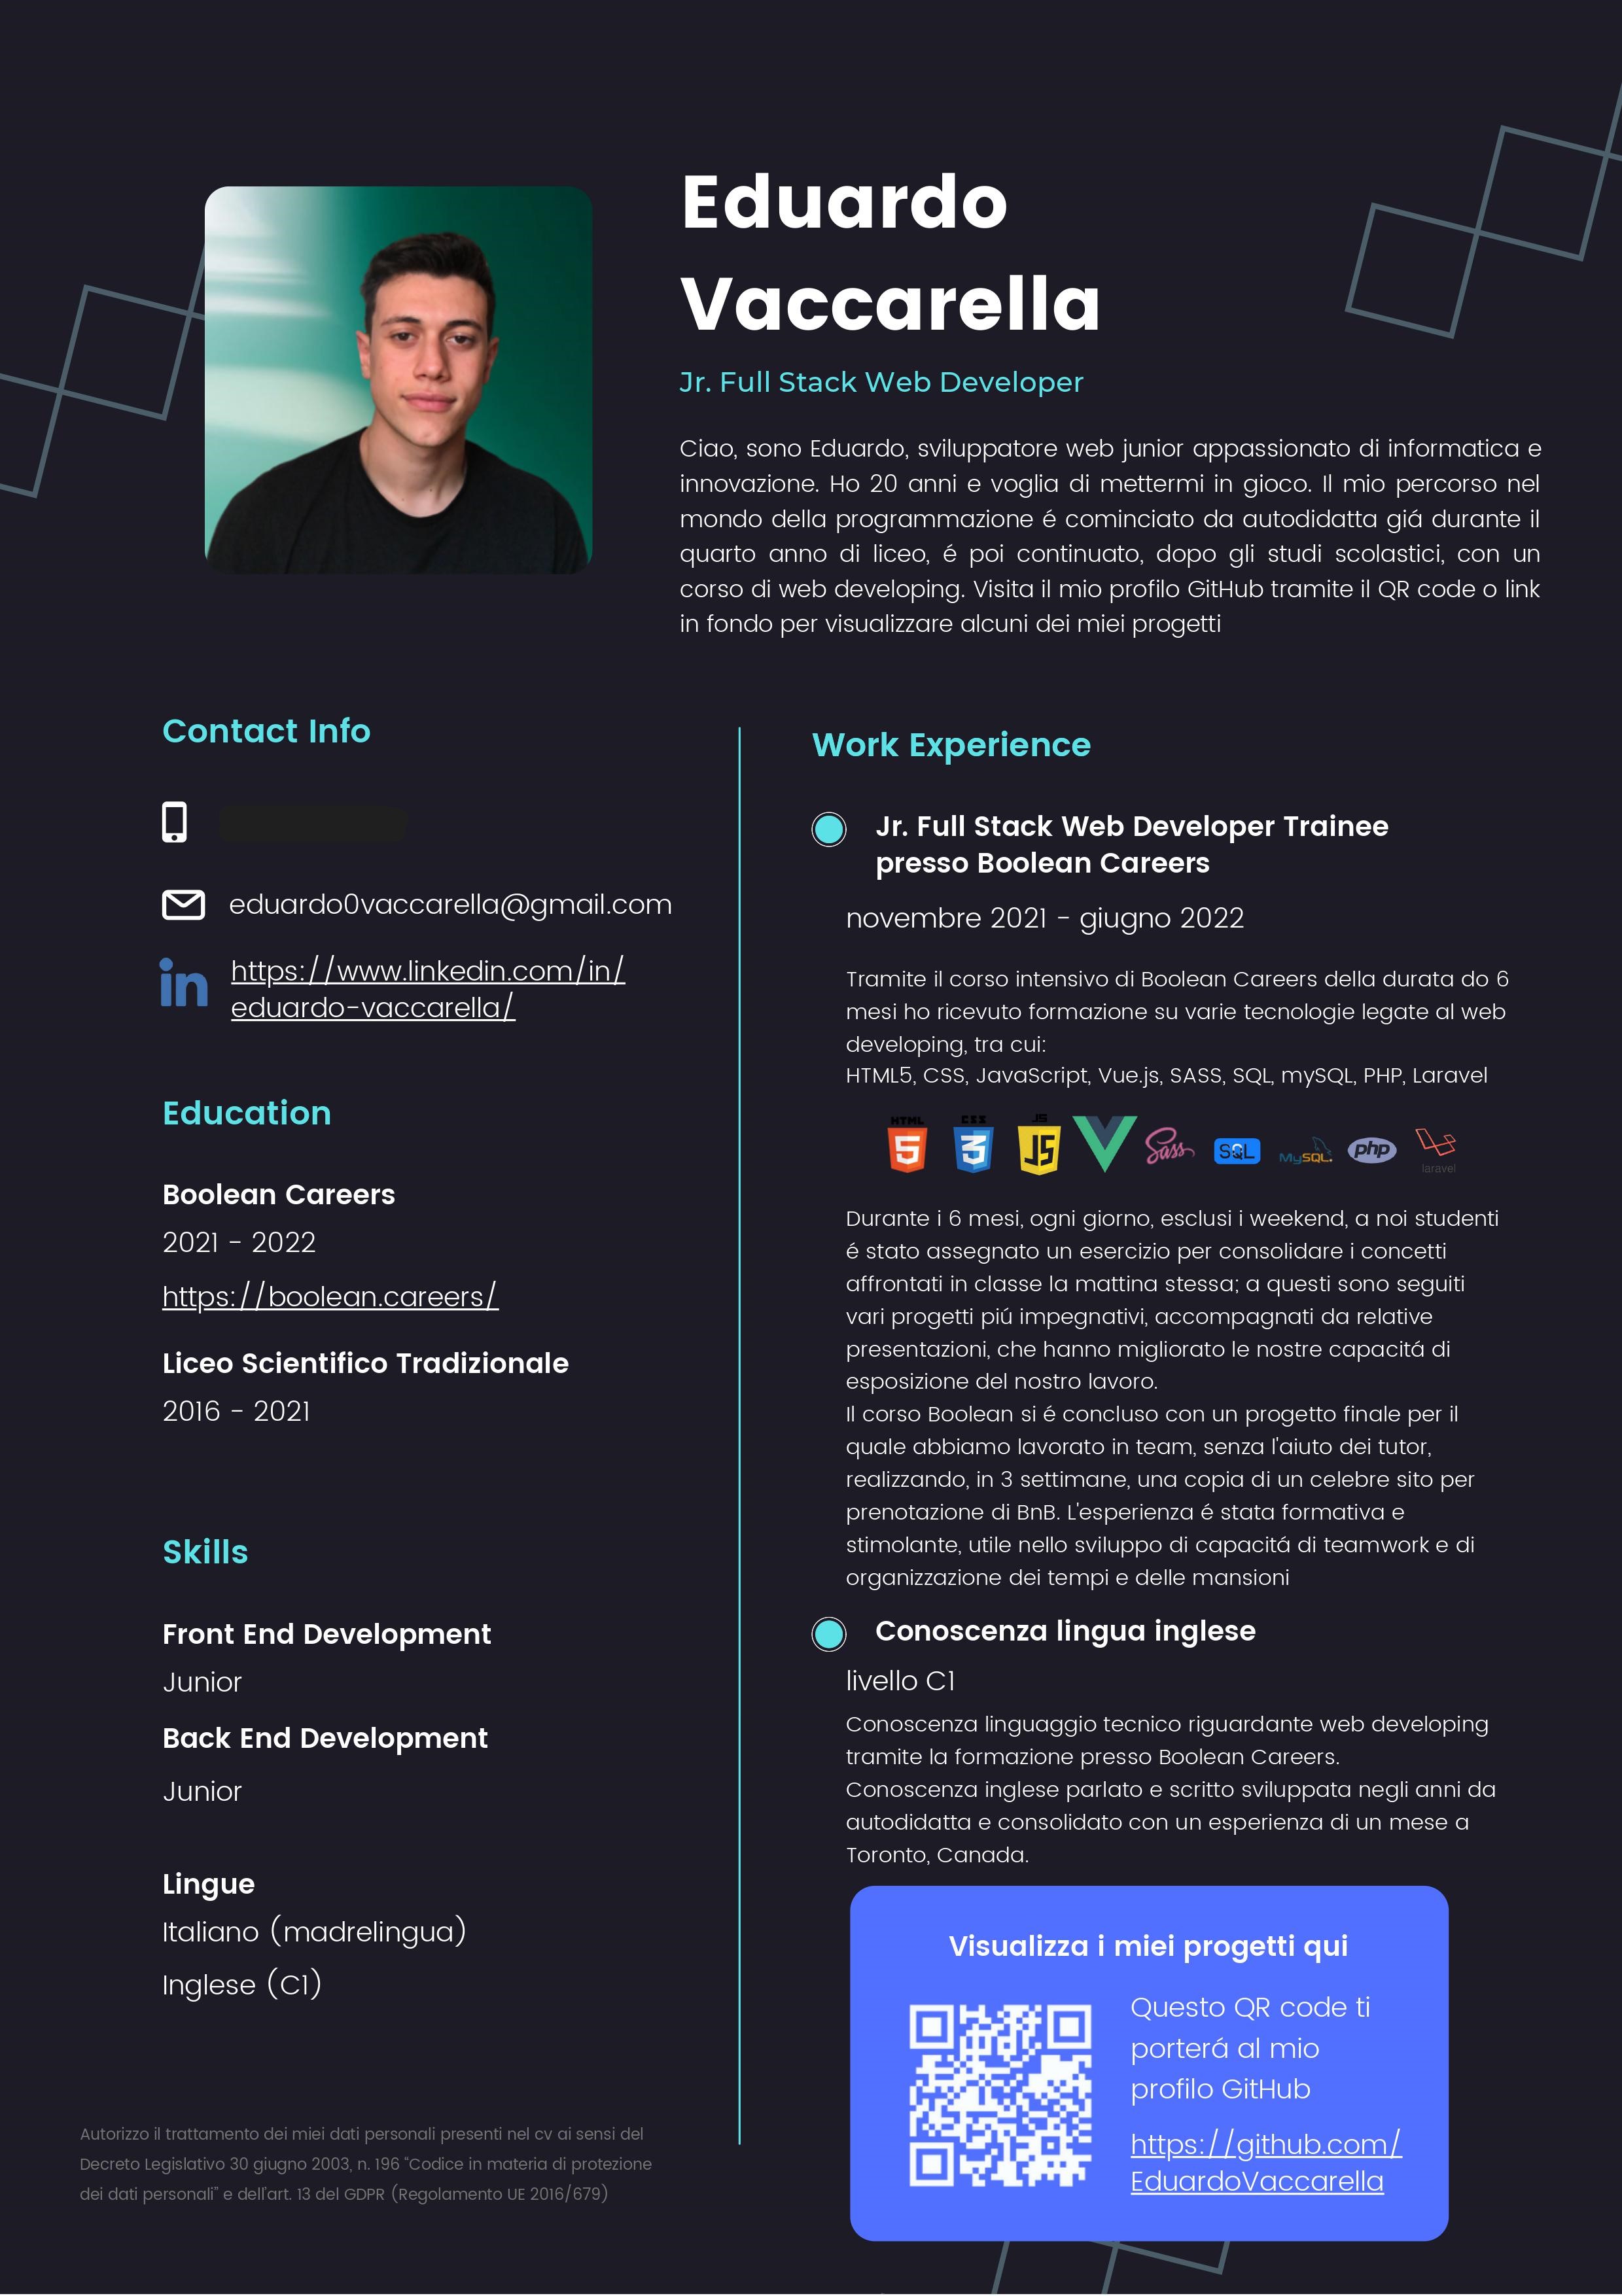 Eduardo
Vaccarella
Jr. Full Stack Web Developer
Ciao, sono Eduardo, sviluppatore web junior appassionato di informatica e
innovazione. Ho 20 anni e voglia di mettermi in gioco. Il mio percorso nel
mondo della programmazione é cominciato da autodidatta giá durante il
quarto anno di liceo, é poi continuato, dopo gli studi scolastici, con un
corso di web developing. Visita il mio profilo GitHub tramite il QR code o link
in fondo per visualizzare alcuni dei miei progetti
Contact Info
eduardo0vaccarella@gmail.com
in
https://www.linkedin.com/in/
eduardo-vaccarella/
Education
Boolean Careers
2021 - 2022
https://boolean.careers/
Liceo Scientifico Tradizionale
2016 - 2021
Skills
Front End Development
Junior
Back End Development
Junior
Lingue
Italiano (madrelingua)
Inglese (C1)
Autorizzo il trattamento dei miei dati personali presenti nel cv ai sensi del
Decreto Legislativo 30 giugno 2003, n. 196 “Codice in materia di protezione
dei dati personali” e dell'art. 13 del GDPR (Regolamento UE 2016/679)
Work Experience
Jr. Full Stack Web Developer Trainee
presso Boolean Careers
novembre 2021 - giugno 2022
Tramite il corso intensivo di Boolean Careers della durata do 6
mesi ho ricevuto formazione su varie tecnologie legate al web
developing, tra cui:
HTML5, CSS, JavaScript, Vue.js, SASS, SQL, mySQL, PHP, Laravel
HTML CSS JS
5 3 JS Sass SQL MySQL php laravel
Durante i 6 mesi, ogni giorno, esclusi i weekend, a noi studenti
é stato assegnato un esercizio per consolidare i concetti
affrontati in classe la mattina stessa; a questi sono seguiti
vari progetti piú impegnativi, accompagnati da relative
presentazioni, che hanno migliorato le nostre capacitá di
esposizione del nostro lavoro.
Il corso Boolean si é concluso con un progetto finale per il
quale abbiamo lavorato in team, senza l'aiuto dei tutor,
realizzando, in 3 settimane, una copia di un celebre sito per
prenotazione di BnB. L'esperienza é stata formativa e
stimolante, utile nello sviluppo di capacitá di teamwork e di
organizzazione dei tempi e delle mansioni
Conoscenza lingua inglese
livello C1
Conoscenza linguaggio tecnico riguardante web developing
tramite la formazione presso Boolean Careers.
Conoscenza inglese parlato e scritto sviluppata negli anni da
autodidatta e consolidato con un esperienza di un mese a
Toronto, Canada.
Visualizza i miei progetti qui
Questo QR code ti
porterá al mio
profilo GitHub
https://github.com/
EduardoVaccarella